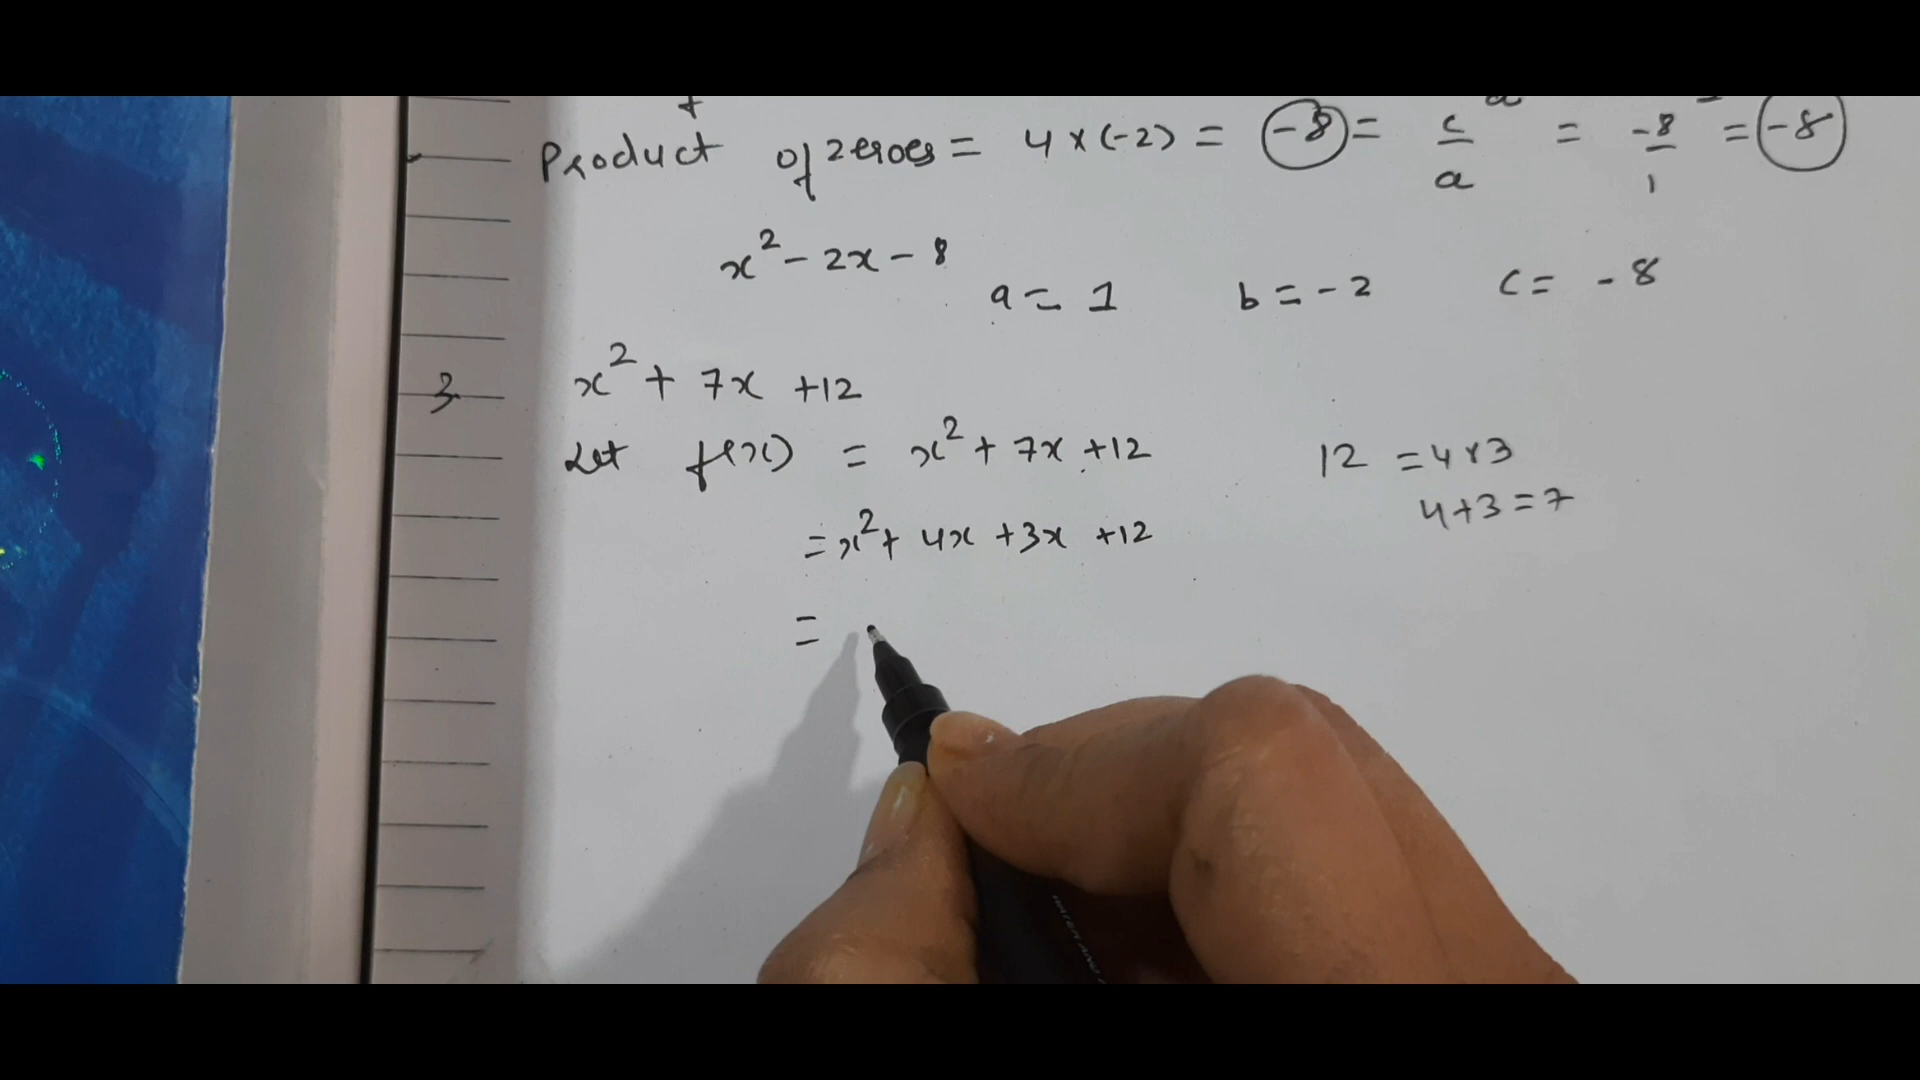 Product of zeroes = 4 × (-2) = -8 = c/a = -8/1 = -8
x² - 2x - 8
a = 1 b = -2 c = -8
3. x² + 7x + 12
Let f(x) = x² + 7x + 12 12 = 4 × 3
4 + 3 = 7
= x² + 4x + 3x + 12
=